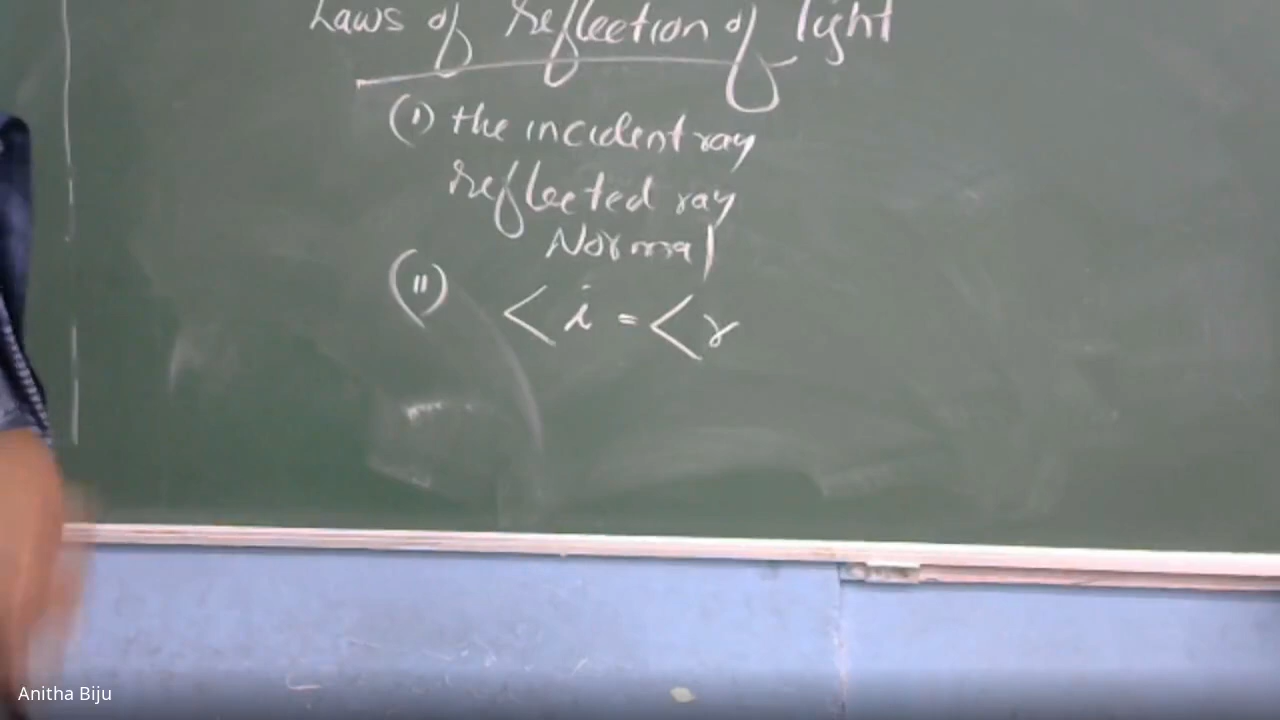 Laws of reflection of light
(i) the incident ray
reflected ray
Normal
(ii) < i = < r
Anitha Biju